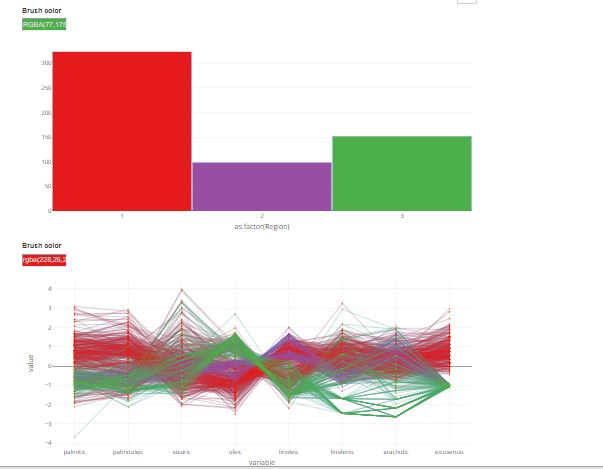 Brush color
RGBA(77,175
300
250
200
150
100
50
0
1 2 3
as.factor(Region)
Brush color
rgba(228,26,2
4
3
2
1
0
−1
−2
−3
−4
value
palmitic palmitoleic stearic oleic linoleic linolenic arachidic eicosenoic
variable